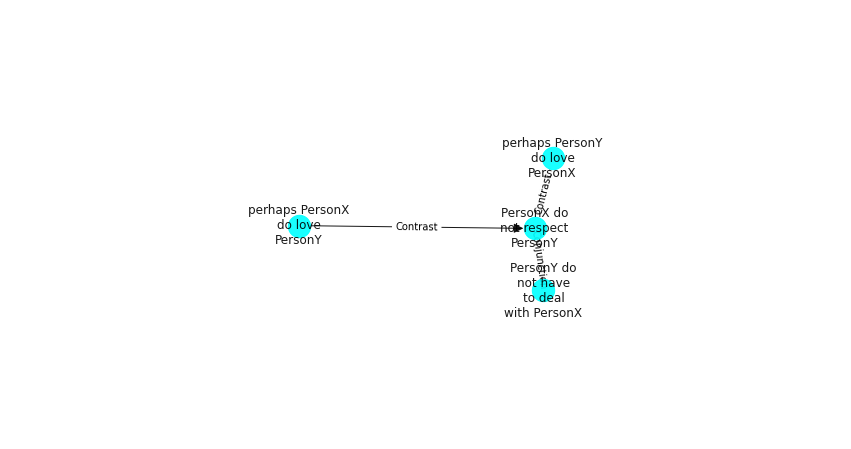 perhaps PersonY
do love
PersonX
Contrast
perhaps PersonX
do love
PersonY
Contrast
PersonX do
not respect
PersonY
PersonY do
not have
to deal
with PersonX